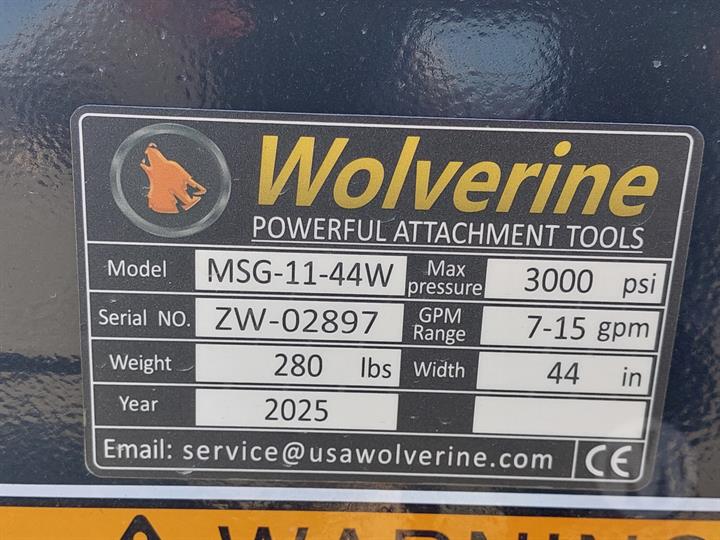 Wolverine
POWERFUL ATTACHMENT TOOLS
Model MSG-11-44W Max pressure 3000 psi
Serial NO. ZW-02897 GPM Range 7-15 gpm
Weight 280 lbs Width 44 in
Year 2025
Email: service@usawolverine.com CE
WARNING